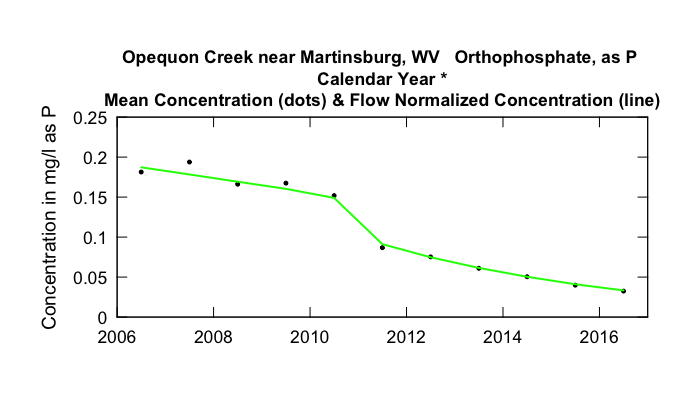 Opequon Creek near Martinsburg, WV   Orthophosphate, as P
Calendar Year *
Mean Concentration (dots) & Flow Normalized Concentration (line)
Concentration in mg/l as P
0.25
0.2
0.15
0.1
0.05
0
2006 2008 2010 2012 2014 2016